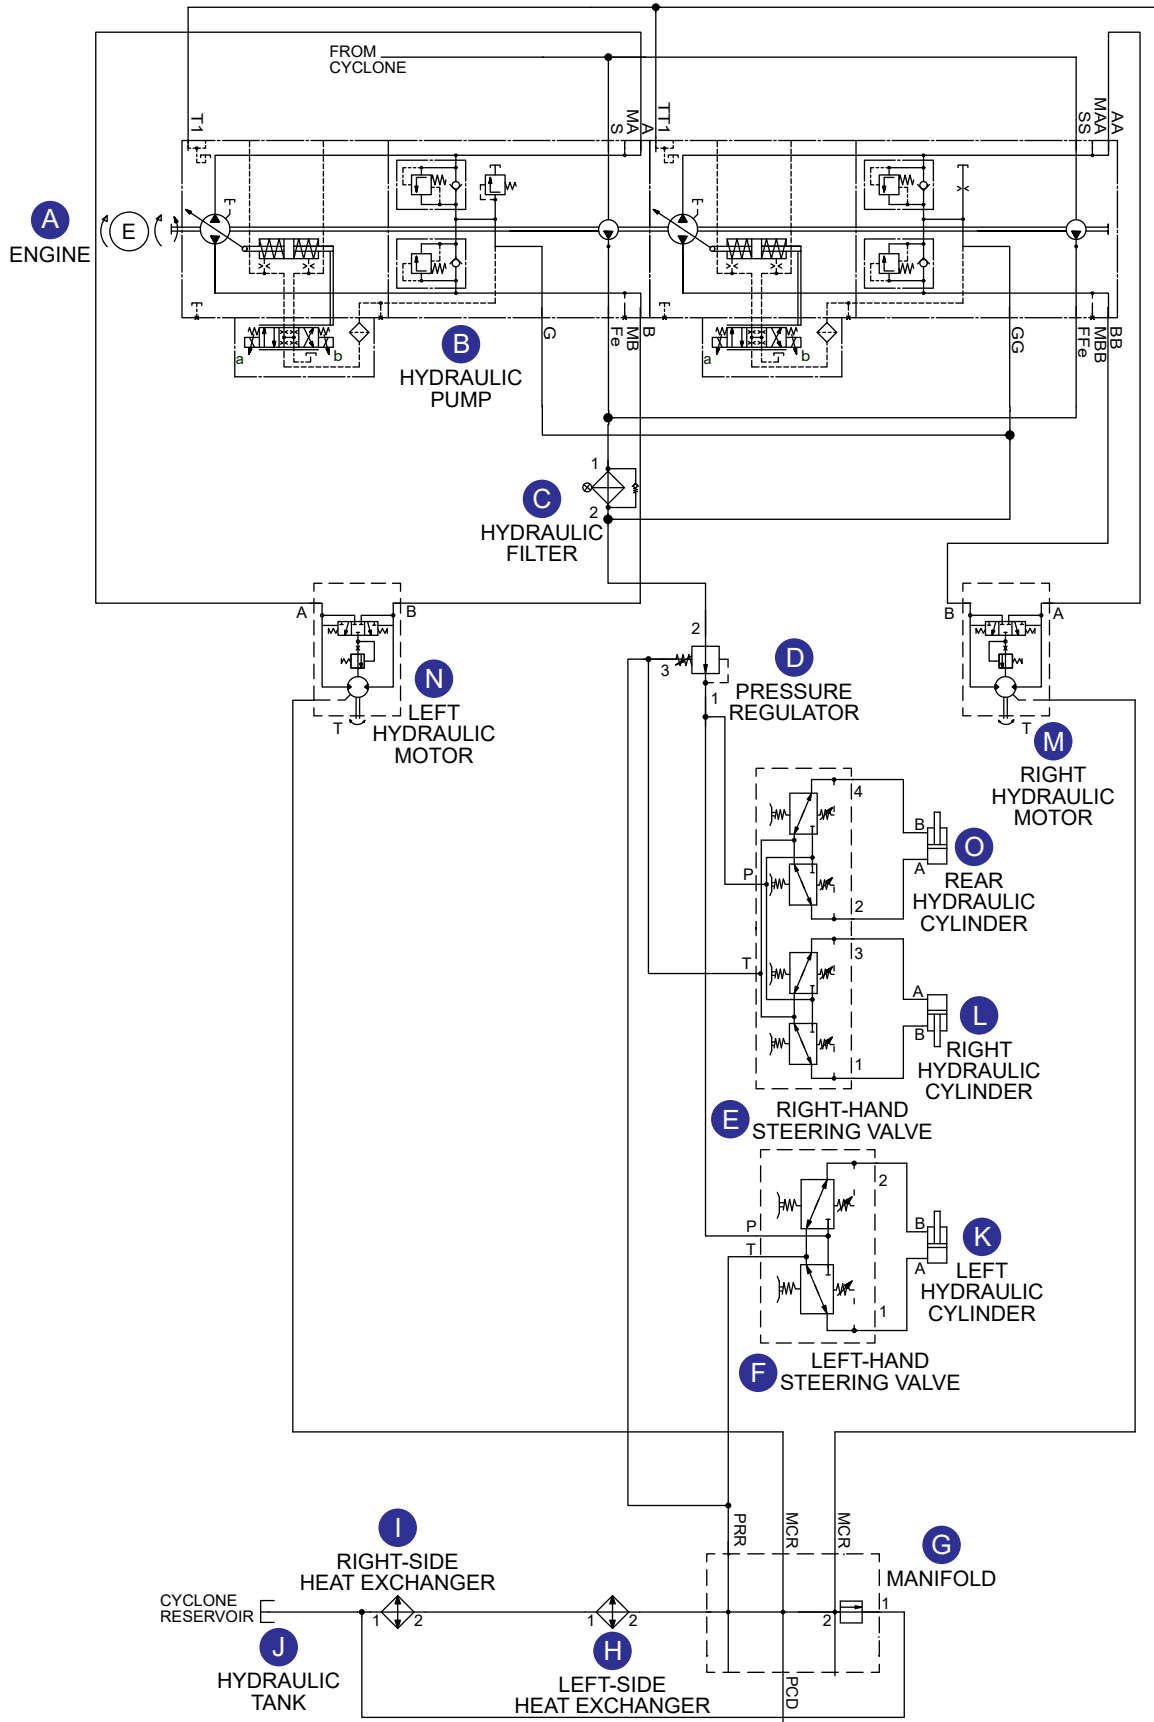 FROM
CYCLONE
T1
S
MA
A
TT1
SS
MAA
AA
A
ENGINE
E
a
b
B
HYDRAULIC
PUMP
G
Fe
MB
B
a
b
GG
FFe
MBB
BB
1
C
2
HYDRAULIC
FILTER
A
B
B
A
2
3
D
1
PRESSURE
REGULATOR
N
LEFT
HYDRAULIC
MOTOR
T
T
M
RIGHT
HYDRAULIC
MOTOR
4
B
O
A
P
REAR
HYDRAULIC
CYLINDER
2
3
T
A
L
B
RIGHT
HYDRAULIC
CYLINDER
1
E
RIGHT-HAND
STEERING VALVE
2
P
B
K
T
A
LEFT
HYDRAULIC
CYLINDER
1
F
LEFT-HAND
STEERING VALVE
I
RIGHT-SIDE
HEAT EXCHANGER
PRR
MCR
MCR
G
MANIFOLD
CYCLONE
RESERVOIR
1
2
1
2
2
1
J
HYDRAULIC
TANK
H
LEFT-SIDE
HEAT EXCHANGER
PCD